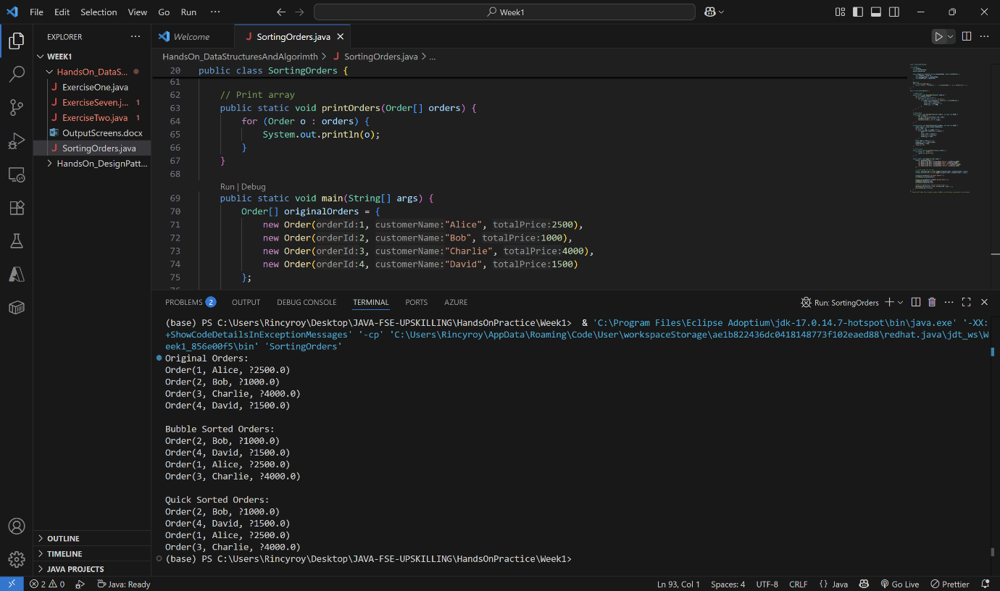 File Edit Selection View Go Run ··· Week1
EXPLORER ···
WEEK1
HandsOn_DataS...
ExerciseOne.java
ExerciseSeven.j... 1
ExerciseTwo.java 1
OutputScreens.docx
SortingOrders.java
HandsOn_DesignPatt...
OUTLINE
TIMELINE
JAVA PROJECTS
Welcome SortingOrders.java
HandsOn_DataStructuresAndAlgorimth > SortingOrders.java > ...
20 public class SortingOrders {
61
62 // Print array
63 public static void printOrders(Order[] orders) {
64 for (Order o : orders) {
65 System.out.println(o);
66 }
67 }
68
Run | Debug
69 public static void main(String[] args) {
70 Order[] originalOrders = {
71 new Order(orderId:1, customerName:"Alice", totalPrice:2500),
72 new Order(orderId:2, customerName:"Bob", totalPrice:1000),
73 new Order(orderId:3, customerName:"Charlie", totalPrice:4000),
74 new Order(orderId:4, customerName:"David", totalPrice:1500)
75 };
PROBLEMS 2 OUTPUT DEBUG CONSOLE TERMINAL PORTS AZURE Run: SortingOrders
(base) PS C:\Users\Rincyroy\Desktop\JAVA-FSE-UPSKILLING\HandsOnPractice\Week1> & 'C:\Program Files\Eclipse Adoptium\jdk-17.0.14.7-hotspot\bin\java.exe' '-XX:
+ShowCodeDetailsInExceptionMessages' '-cp' 'C:\Users\Rincyroy\AppData\Roaming\Code\User\workspaceStorage\ae1b822436dc0418148773f102eaed88\redhat.java\jdt_ws\W
eek1_856e00f5\bin' 'SortingOrders'
Original Orders:
Order(1, Alice, ?2500.0)
Order(2, Bob, ?1000.0)
Order(3, Charlie, ?4000.0)
Order(4, David, ?1500.0)
Bubble Sorted Orders:
Order(2, Bob, ?1000.0)
Order(4, David, ?1500.0)
Order(1, Alice, ?2500.0)
Order(3, Charlie, ?4000.0)
Quick Sorted Orders:
Order(2, Bob, ?1000.0)
Order(4, David, ?1500.0)
Order(1, Alice, ?2500.0)
Order(3, Charlie, ?4000.0)
(base) PS C:\Users\Rincyroy\Desktop\JAVA-FSE-UPSKILLING\HandsOnPractice\Week1>
2 0 Java: Ready Ln 93, Col 1 Spaces: 4 UTF-8 CRLF {} Java Go Live Prettier